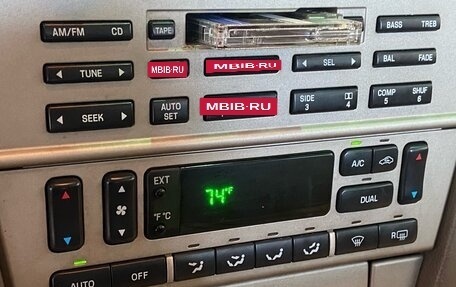 AM/FM CD
TAPE
BASS TREB
TUNE
MBIB·RU
MBIB·RU
SEL
BAL FADE
SEEK
AUTO SET
MBIB·RU
SIDE 3 4
COMP 5 SHUF 6
EXT
74°F
°F °C
A/C
DUAL
AUTO
OFF
R